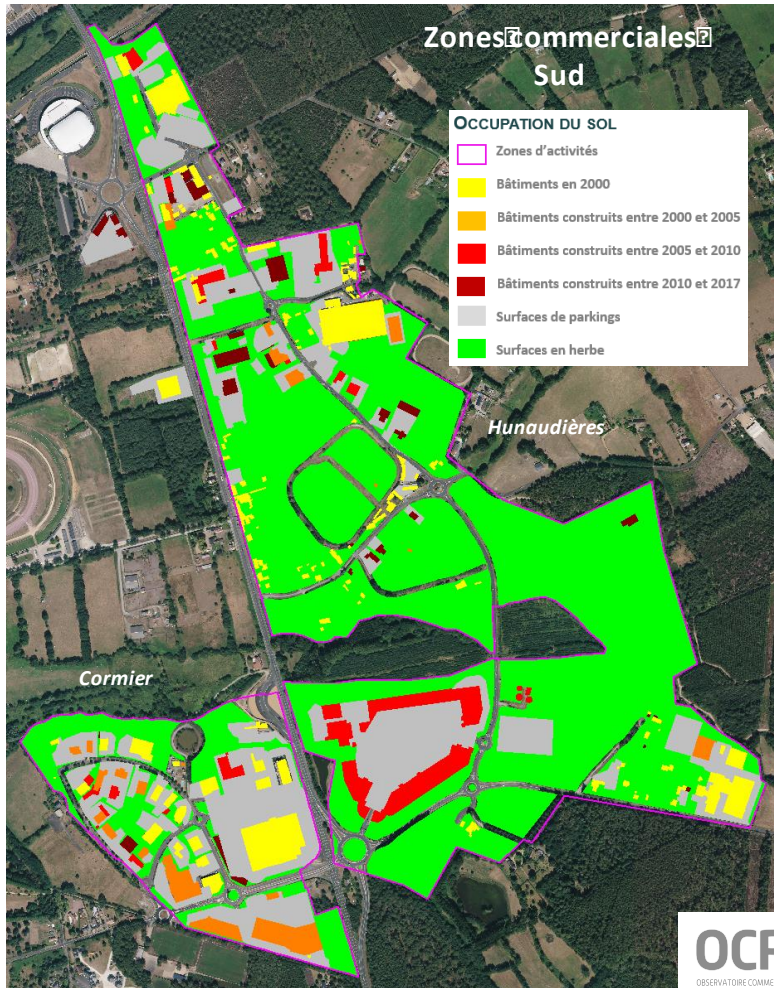 Zones commerciales
Sud
OCCUPATION DU SOL
Zones d'activités
Bâtiments en 2000
Bâtiments construits entre 2000 et 2005
Bâtiments construits entre 2005 et 2010
Bâtiments construits entre 2010 et 2017
Surfaces de parkings
Surfaces en herbe
Hunaudières
Cormier